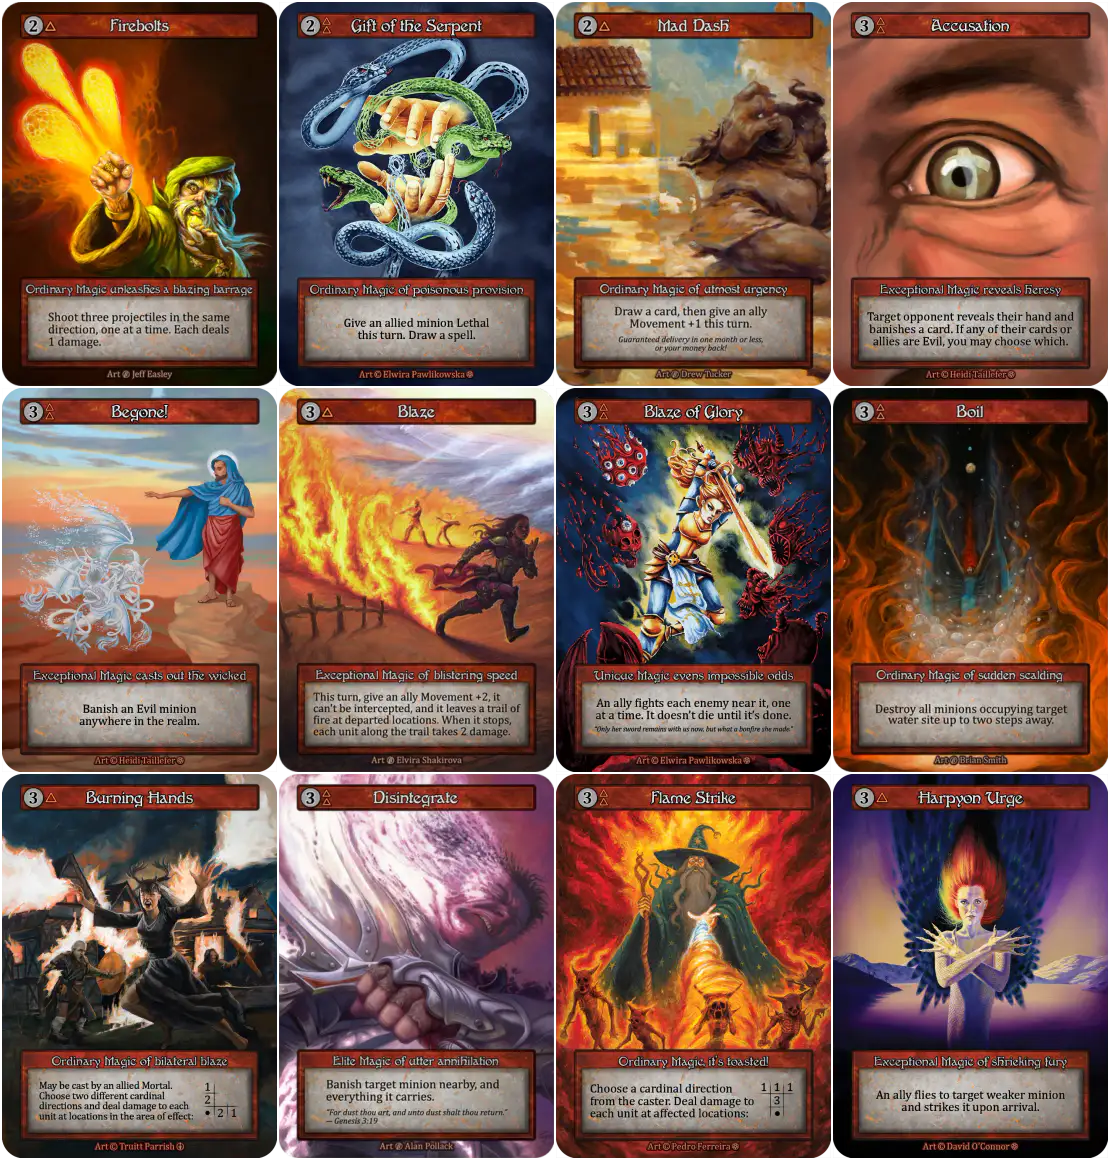 2 Firebolts
Ordinary Magic unleashes a blazing barrage
Shoot three projectiles in the same
direction, one at a time. Each deals
1 damage.
Art @ Jeff Easley
2 Gift of the Serpent
Ordinary Magic of poisonous provision
Give an allied minion Lethal
this turn. Draw a spell.
Art © Elwira Pawlikowska
2 Mad Dash
Ordinary Magic of utmost urgency
Draw a card, then give an ally
Movement +1 this turn.
Guaranteed delivery in one month or less,
or your money back!
Art @ Drew Tucker
3 Accusation
Exceptional Magic reveals heresy
Target opponent reveals their hand and
banishes a card. If any of their cards or
allies are Evil, you may choose which.
Art © Heidi Taillefer
3 Begone!
Exceptional Magic casts out the wicked
Banish an Evil minion
anywhere in the realm.
Art © Heidi Taillefer
3 Blaze
Exceptional Magic of blistering speed
This turn, give an ally Movement +2, it
can't be intercepted, and it leaves a trail of
fire at departed locations. When it stops,
each unit along the trail takes 2 damage.
Art @ Elvira Shakirova
3 Blaze of Glory
Unique Magic evens impossible odds
An ally fights each enemy near it, one
at a time. It doesn't die until it's done.
"Only her sword remains with us now, but what a bonfire she made."
Art © Elwira Pawlikowska
3 Boil
Ordinary Magic of sudden scalding
Destroy all minions occupying target
water site up to two steps away.
Art @ Brian Smith
3 Burning Hands
Ordinary Magic of bilateral blaze
May be cast by an allied Mortal.
Choose two different cardinal
directions and deal damage to each
unit at locations in the area of effect:
1
2
• 2 1
Art © Truitt Parrish
3 Disintegrate
Elite Magic of utter annihilation
Banish target minion nearby, and
everything it carries.
"For dust thou art, and unto dust shalt thou return."
— Genesis 3:19
Art @ Alan Pollack
3 Flame Strike
Ordinary Magic, it's toasted!
Choose a cardinal direction
from the caster. Deal damage to
each unit at affected locations:
1 1 1
3
•
Art © Pedro Ferreira
3 Harpyon Urge
Exceptional Magic of shrieking fury
An ally flies to target weaker minion
and strikes it upon arrival.
Art © David O'Connor